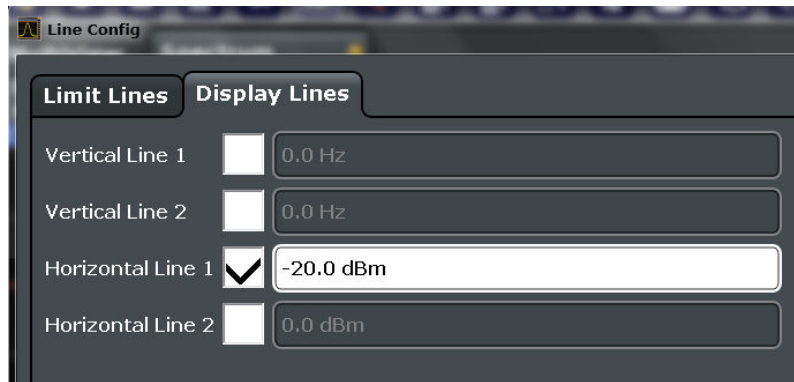 Line Config
Spectrum
Limit Lines
Display Lines
Vertical Line 1
0.0 Hz
Vertical Line 2
0.0 Hz
Horizontal Line 1
-20.0 dBm
Horizontal Line 2
0.0 dBm